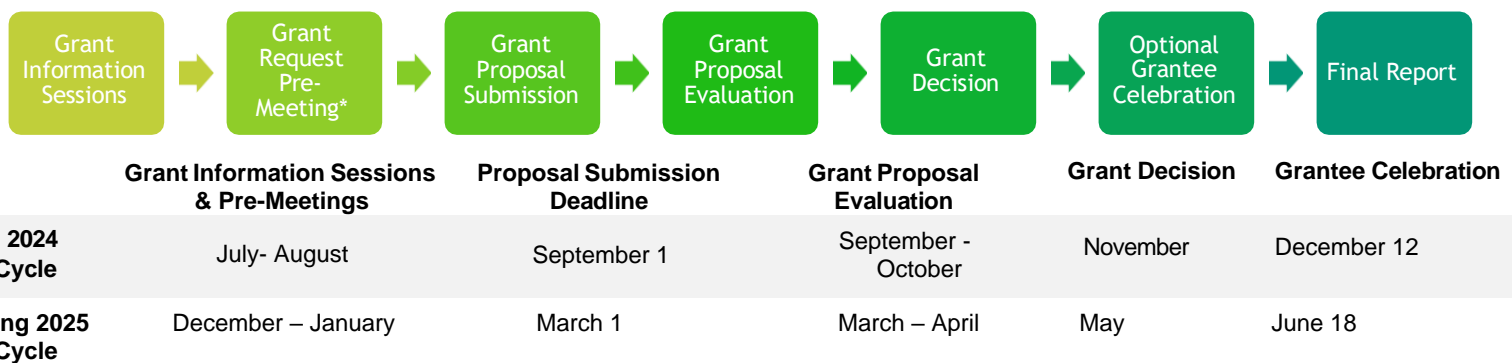 Grant
Information
Sessions
Grant
Request
Pre-
Meeting*
Grant
Proposal
Submission
Grant
Proposal
Evaluation
Grant
Decision
Optional
Grantee
Celebration
Final Report
Grant Information Sessions
& Pre-Meetings
Proposal Submission
Deadline
Grant Proposal
Evaluation
Grant Decision
Grantee Celebration
2024
Cycle
July- August
September 1
September -
October
November
December 12
ng 2025
Cycle
December – January
March 1
March – April
May
June 18